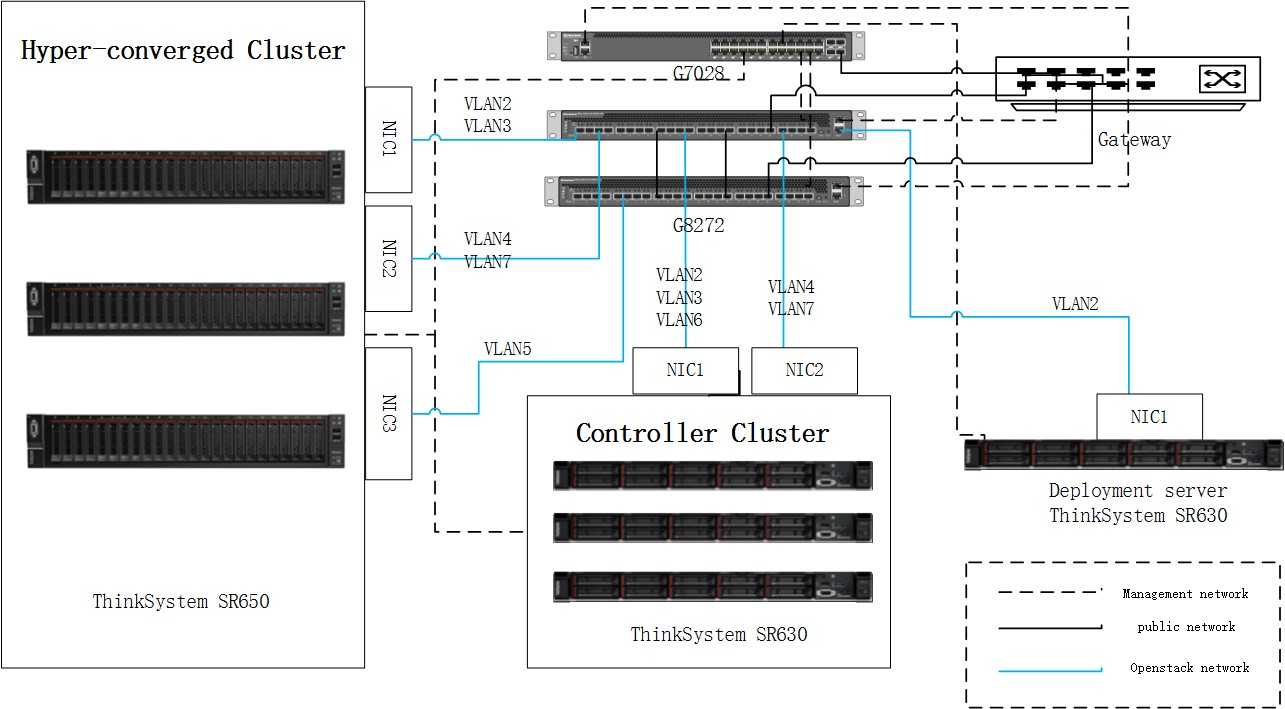 Hyper-converged Cluster
G7028
VLAN2
VLAN3
NIC1
Gateway
G8272
NIC2
VLAN4
VLAN7
VLAN2
VLAN3
VLAN6
VLAN4
VLAN7
VLAN2
VLAN5
NIC3
NIC1
NIC2
NIC1
Controller Cluster
Deployment server
ThinkSystem SR630
ThinkSystem SR650
ThinkSystem SR630
Management network
public network
Openstack network